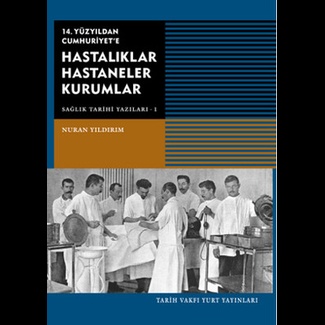 14. YÜZYILDAN
CUMHURİYET'E
HASTALIKLAR
HASTANELER
KURUMLAR
SAĞLIK TARİHİ YAZILARI - 1
NURAN YILDIRIM
TARİH VAKFI YURT YAYINLARI